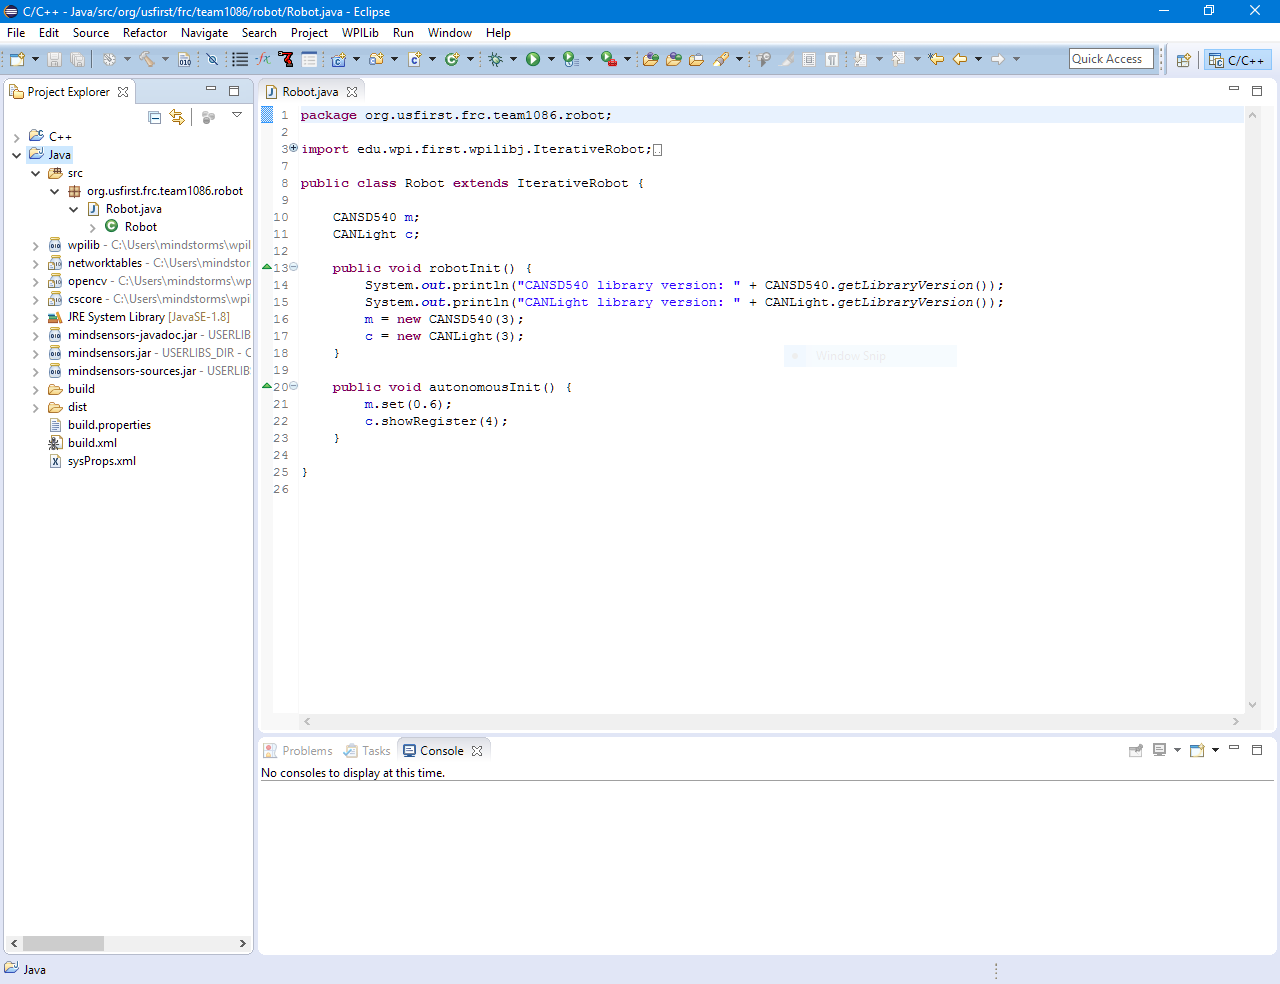 C/C++ - Java/src/org/usfirst/frc/team1086/robot/Robot.java - Eclipse
File Edit Source Refactor Navigate Search Project WPILib Run Window Help
Quick Access
C/C++
Project Explorer
C++
Java
src
org.usfirst.frc.team1086.robot
Robot.java
Robot
wpilib - C:\Users\mindstorms\wpil
networktables - C:\Users\mindstor
opencv - C:\Users\mindstorms\wp
cscore - C:\Users\mindstorms\wpi
JRE System Library [JavaSE-1.8]
mindsensors-javadoc.jar - USERLIB
mindsensors.jar - USERLIBS_DIR - C
mindsensors-sources.jar - USERLIB
build
dist
build.properties
build.xml
sysProps.xml
Robot.java
1 package org.usfirst.frc.team1086.robot;
2
3 import edu.wpi.first.wpilibj.IterativeRobot;
7
8 public class Robot extends IterativeRobot {
9
10 CANSD540 m;
11 CANLight c;
12
13 public void robotInit() {
14 System.out.println("CANSD540 library version: " + CANSD540.getLibraryVersion());
15 System.out.println("CANLight library version: " + CANLight.getLibraryVersion());
16 m = new CANSD540(3);
17 c = new CANLight(3);
18 }
Window Snip
19
20 public void autonomousInit() {
21 m.set(0.6);
22 c.showRegister(4);
23 }
24
25 }
26
Problems Tasks Console
No consoles to display at this time.
Java